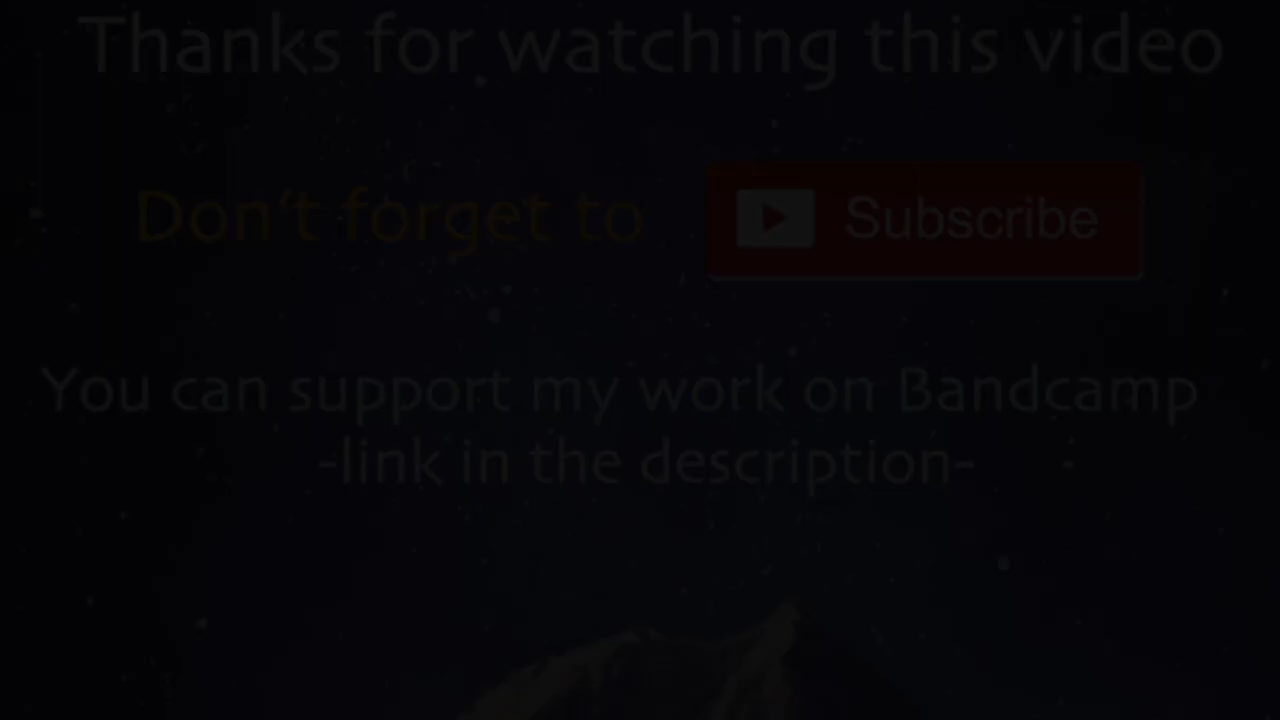 Thanks for watching this video
Don't forget to Subscribe
You can support my work on Bandcamp
-link in the description-